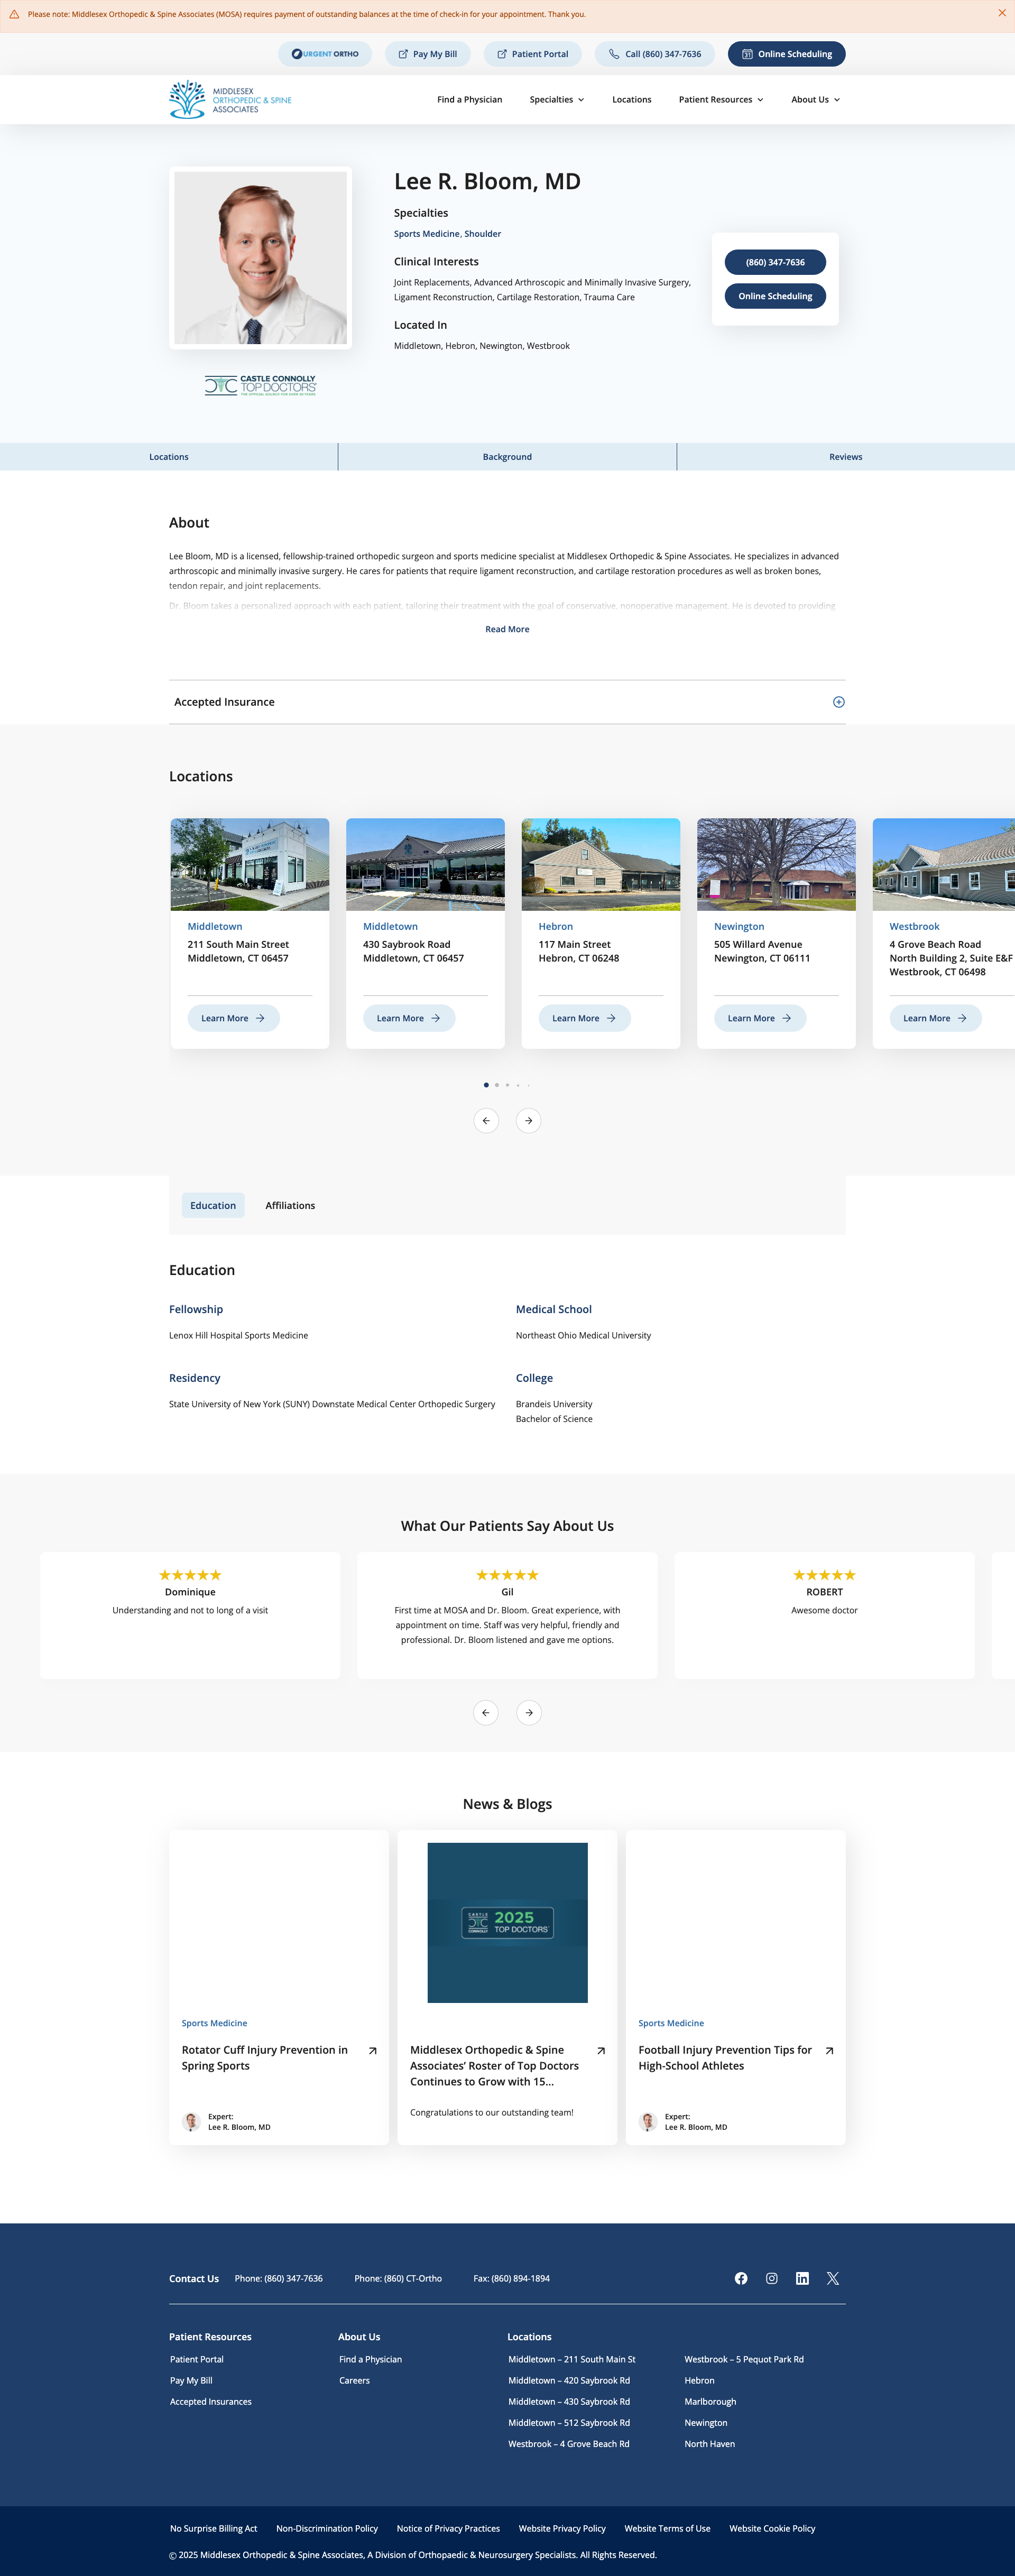 Please note: Middlesex Orthopedic & Spine Associates (MOSA) requires payment of outstanding balances at the time of check-in for your appointment. Thank you.
URGENT ORTHO
Pay My Bill
Patient Portal
Call (860) 347-7636
Online Scheduling
MIDDLESEX
ORTHOPEDIC & SPINE
ASSOCIATES
Find a Physician
Specialties
Locations
Patient Resources
About Us
Lee R. Bloom, MD
Specialties
Sports Medicine, Shoulder
Clinical Interests
Joint Replacements, Advanced Arthroscopic and Minimally Invasive Surgery,
Ligament Reconstruction, Cartilage Restoration, Trauma Care
Located In
Middletown, Hebron, Newington, Westbrook
(860) 347-7636
Online Scheduling
CASTLE CONNOLLY
TOP DOCTORS
Locations
Background
Reviews
About
Lee Bloom, MD is a licensed, fellowship-trained orthopedic surgeon and sports medicine specialist at Middlesex Orthopedic & Spine Associates. He specializes in advanced
arthroscopic and minimally invasive surgery. He cares for patients that require ligament reconstruction, and cartilage restoration procedures as well as broken bones,
tendon repair, and joint replacements.
Dr. Bloom takes a personalized approach with each patient, tailoring their treatment with the goal of conservative, nonoperative management. He is devoted to providing
Read More
Accepted Insurance
Locations
Middletown
211 South Main Street
Middletown, CT 06457
Learn More
Middletown
430 Saybrook Road
Middletown, CT 06457
Learn More
Hebron
117 Main Street
Hebron, CT 06248
Learn More
Newington
505 Willard Avenue
Newington, CT 06111
Learn More
Westbrook
4 Grove Beach Road
North Building 2, Suite E&F
Westbrook, CT 06498
Learn More
Education
Affiliations
Education
Fellowship
Lenox Hill Hospital Sports Medicine
Medical School
Northeast Ohio Medical University
Residency
State University of New York (SUNY) Downstate Medical Center Orthopedic Surgery
College
Brandeis University
Bachelor of Science
What Our Patients Say About Us
Dominique
Understanding and not to long of a visit
Gil
First time at MOSA and Dr. Bloom. Great experience, with
appointment on time. Staff was very helpful, friendly and
professional. Dr. Bloom listened and gave me options.
ROBERT
Awesome doctor
News & Blogs
Sports Medicine
Rotator Cuff Injury Prevention in
Spring Sports
Expert:
Lee R. Bloom, MD
CASTLE
CONNOLLY
2025
TOP DOCTORS
Middlesex Orthopedic & Spine
Associates' Roster of Top Doctors
Continues to Grow with 15...
Congratulations to our outstanding team!
Sports Medicine
Football Injury Prevention Tips for
High-School Athletes
Expert:
Lee R. Bloom, MD
Contact Us
Phone: (860) 347-7636
Phone: (860) CT-Ortho
Fax: (860) 894-1894
Patient Resources
Patient Portal
Pay My Bill
Accepted Insurances
About Us
Find a Physician
Careers
Locations
Middletown – 211 South Main St
Middletown – 420 Saybrook Rd
Middletown – 430 Saybrook Rd
Middletown – 512 Saybrook Rd
Westbrook – 4 Grove Beach Rd
Westbrook – 5 Pequot Park Rd
Hebron
Marlborough
Newington
North Haven
No Surprise Billing Act
Non-Discrimination Policy
Notice of Privacy Practices
Website Privacy Policy
Website Terms of Use
Website Cookie Policy
© 2025 Middlesex Orthopedic & Spine Associates, A Division of Orthopaedic & Neurosurgery Specialists. All Rights Reserved.